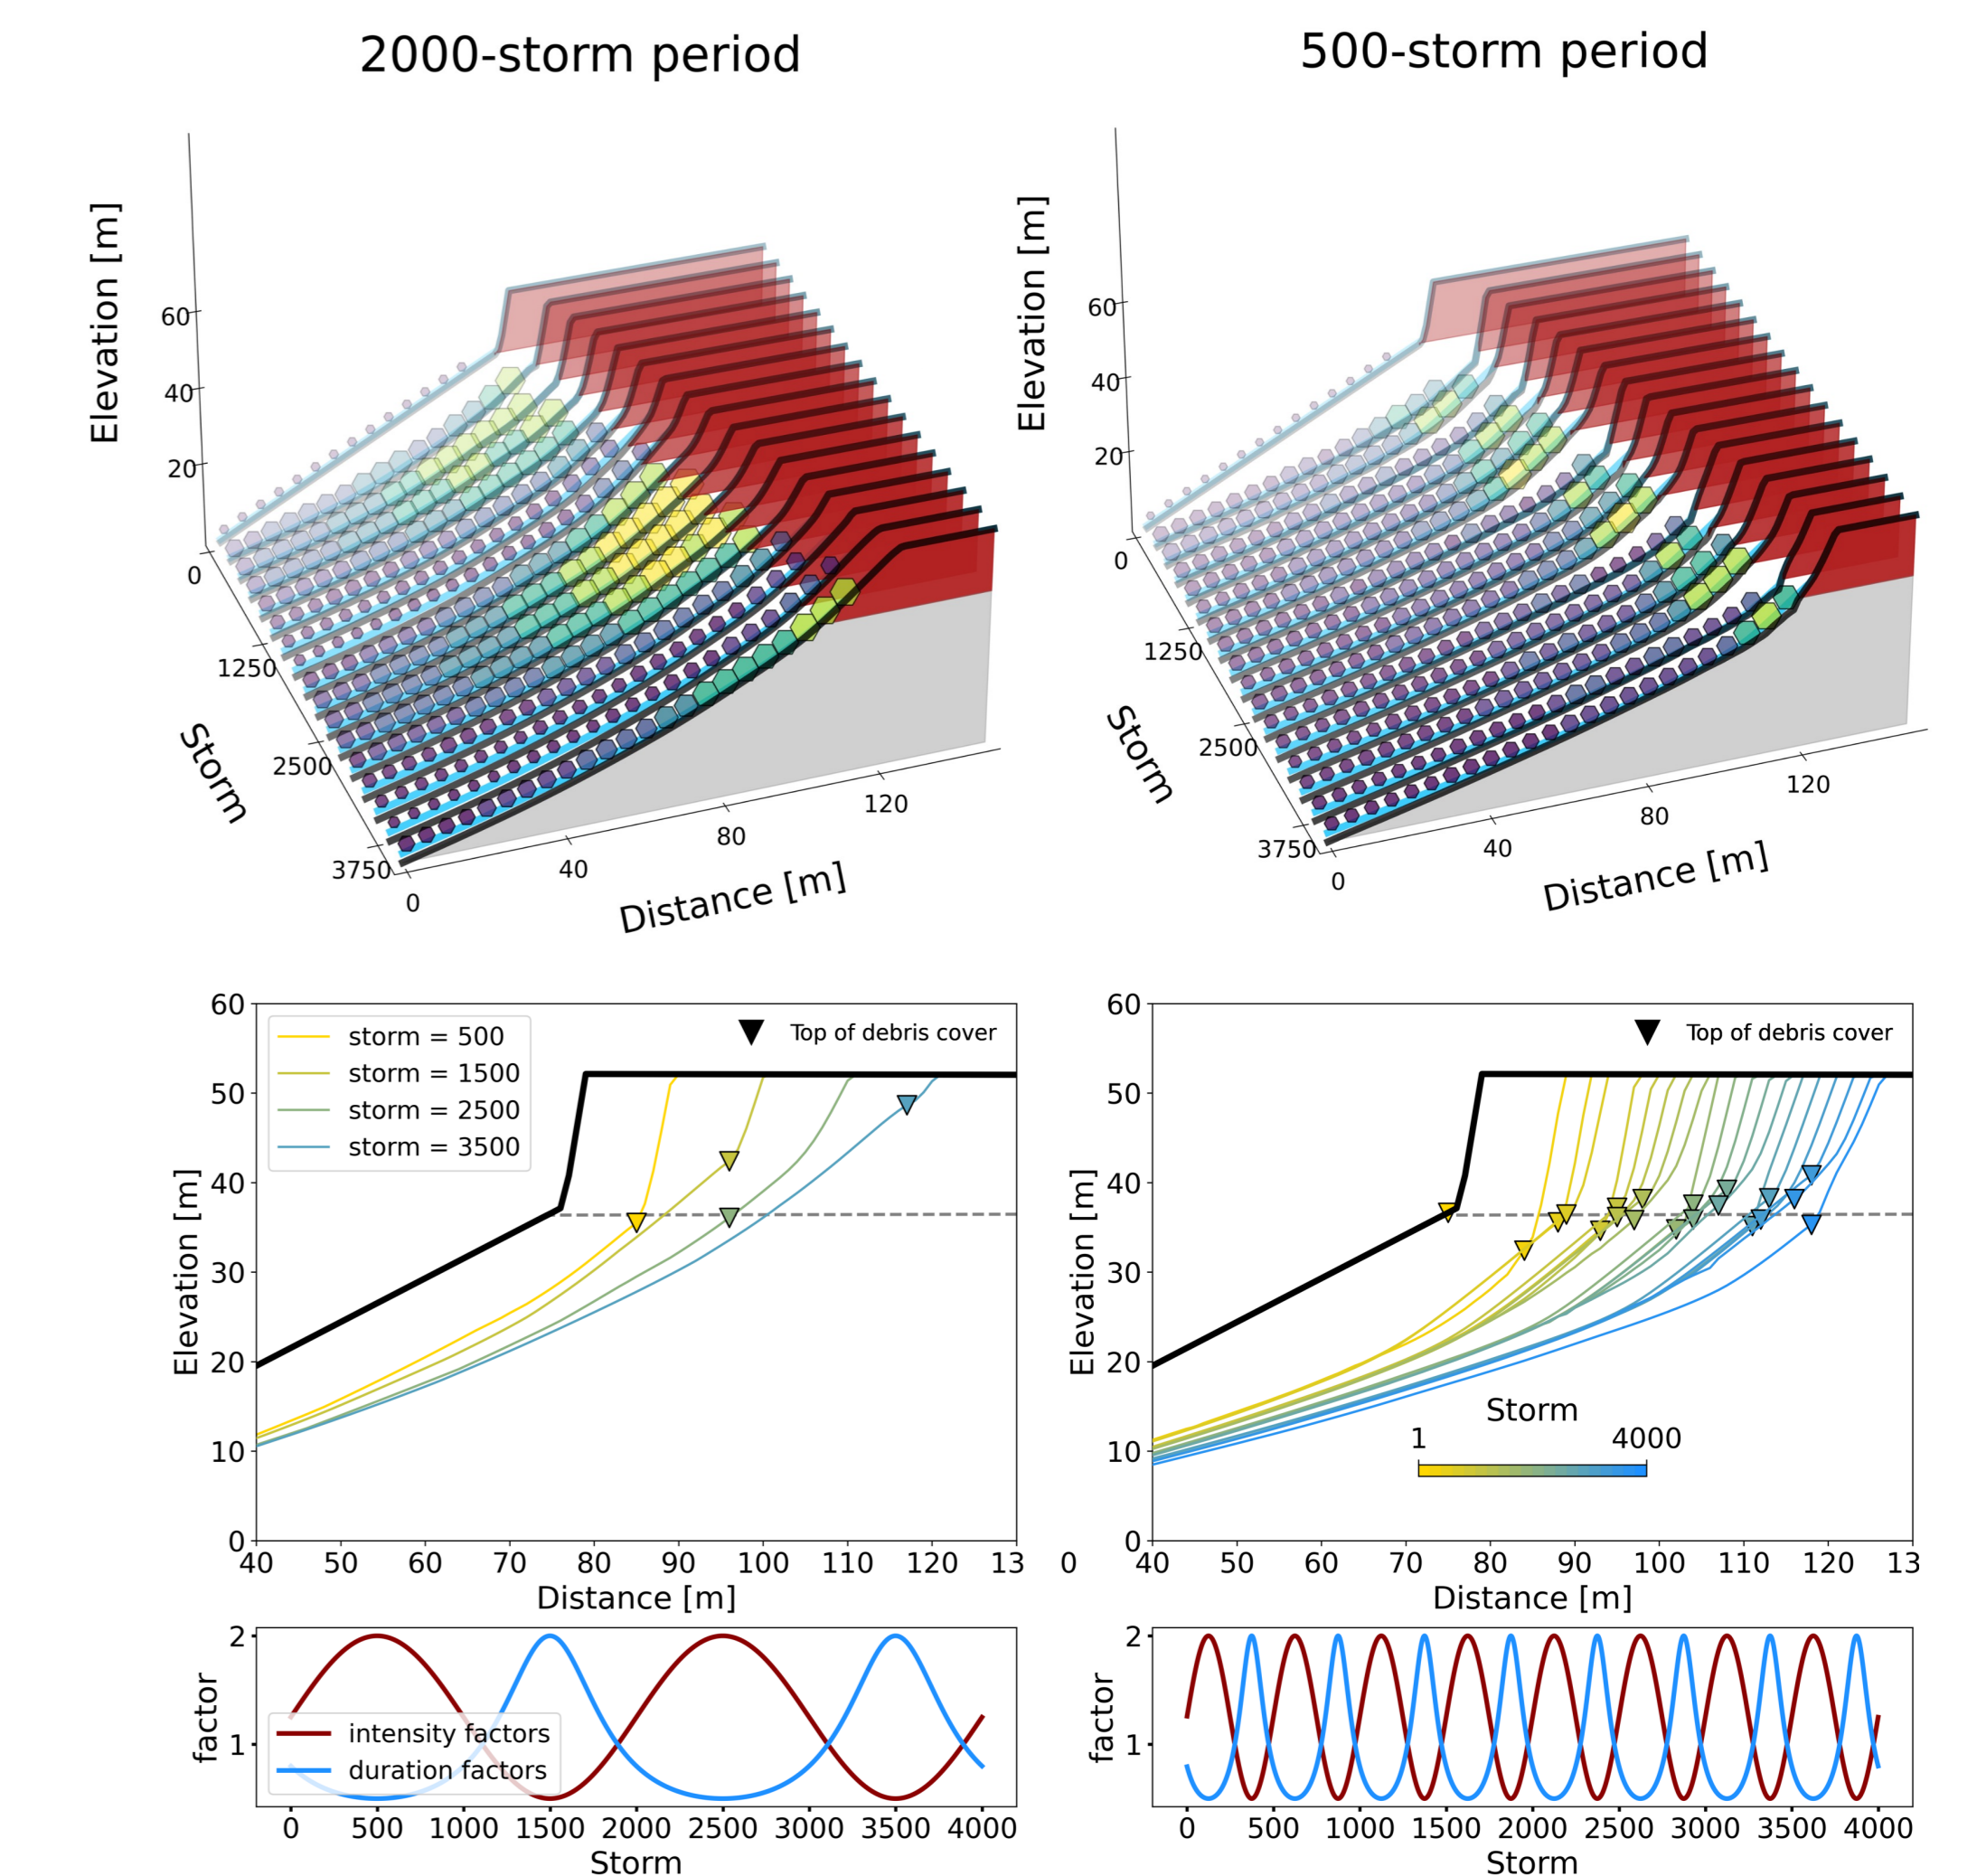 2000-storm period
500-storm period
Elevation [m]
60
40
20
0
1250
2500
3750
Storm
0
40
80
120
Distance [m]
Elevation [m]
60
40
20
0
1250
2500
3750
Storm
0
40
80
120
Distance [m]
Elevation [m]
60
50
40
30
20
10
0
storm = 500
storm = 1500
storm = 2500
storm = 3500
Top of debris cover
40 50 60 70 80 90 100 110 120 13
0
Distance [m]
Elevation [m]
60
50
40
30
20
10
0
Top of debris cover
Storm
1 4000
40 50 60 70 80 90 100 110 120 13
Distance [m]
factor
2
1
intensity factors
duration factors
0 500 1000 1500 2000 2500 3000 3500 4000
Storm
factor
2
1
0 500 1000 1500 2000 2500 3000 3500 4000
Storm